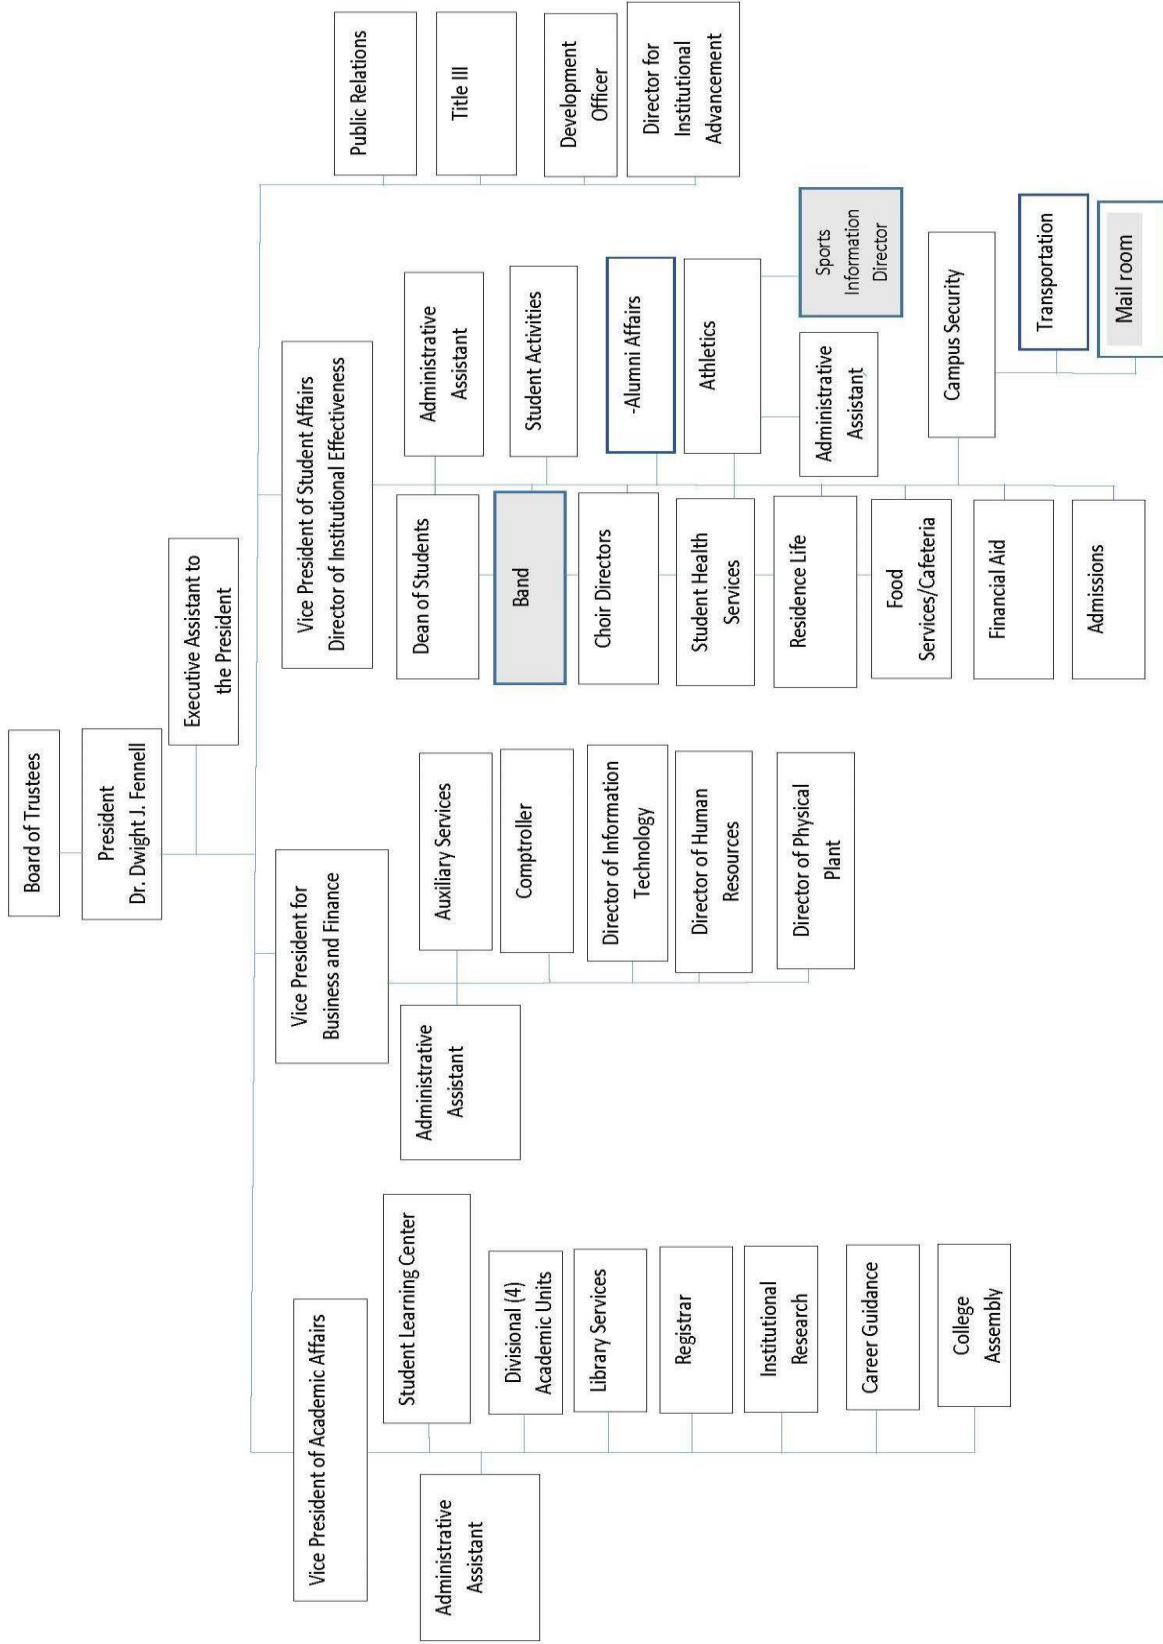 Board of Trustees
President
Dr. Dwight J. Fennell
Executive Assistant to
the President
Vice President of Academic Affairs
Administrative
Assistant
Student Learning Center
Divisional (4)
Academic Units
Library Services
Registrar
Institutional
Research
Career Guidance
College
Assembly
Vice President for
Business and Finance
Administrative
Assistant
Auxiliary Services
Comptroller
Director of Information
Technology
Director of Human
Resources
Director of Physical
Plant
Vice President of Student Affairs
Director of Institutional Effectiveness
Dean of Students
Administrative
Assistant
Band
Student Activities
Choir Directors
-Alumni Affairs
Student Health
Services
Athletics
Residence Life
Administrative
Assistant
Sports
Information
Director
Food
Services/Cafeteria
Financial Aid
Campus Security
Admissions
Transportation
Mail room
Public Relations
Title III
Development
Officer
Director for
Institutional
Advancement